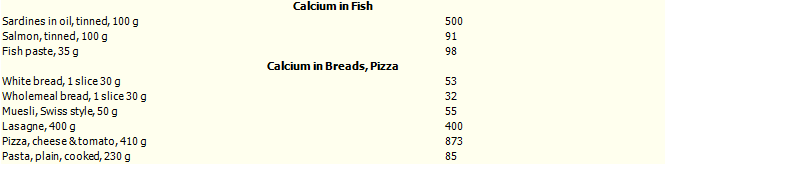 Calcium in Fish
Sardines in oil, tinned, 100 g 500
Salmon, tinned, 100 g 91
Fish paste, 35 g 98
Calcium in Breads, Pizza
White bread, 1 slice 30 g 53
Wholemeal bread, 1 slice 30 g 32
Muesli, Swiss style, 50 g 55
Lasagne, 400 g 400
Pizza, cheese & tomato, 410 g 873
Pasta, plain, cooked, 230 g 85